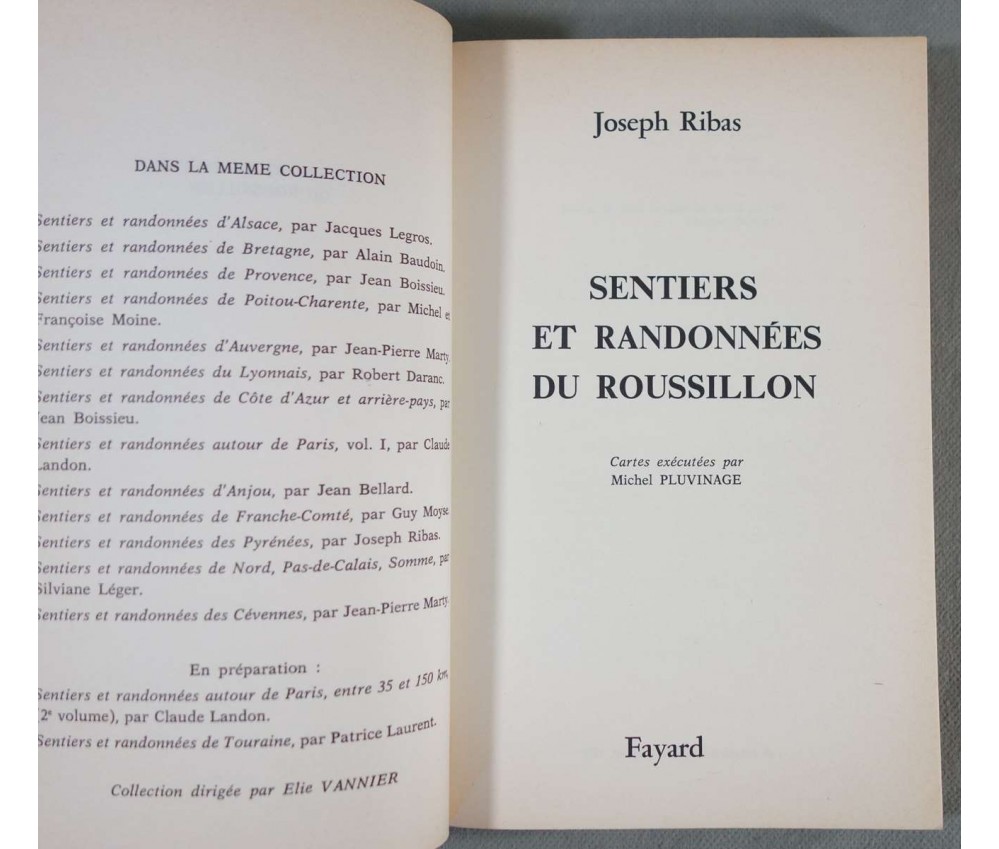 DANS LA MEME COLLECTION
Sentiers et randonnées d'Alsace, par Jacques Legros.
Sentiers et randonnées de Bretagne, par Alain Baudoin.
Sentiers et randonnées de Provence, par Jean Boissieu.
Sentiers et randonnées de Poitou-Charente, par Michel et
Françoise Moine.
Sentiers et randonnées d'Auvergne, par Jean-Pierre Marty.
Sentiers et randonnées du Lyonnais, par Robert Daranc.
Sentiers et randonnées de Côte d'Azur et arrière-pays, par
Jean Boissieu.
Sentiers et randonnées autour de Paris, vol. I, par Claude
Landon.
Sentiers et randonnées d'Anjou, par Jean Bellard.
Sentiers et randonnées de Franche-Comté, par Guy Moyse
Sentiers et randonnées des Pyrénées, par Joseph Ribas.
Sentiers et randonnées de Nord, Pas-de-Calais, Somme, par
Silviane Léger.
Sentiers et randonnées des Cévennes, par Jean-Pierre Marty.
En préparation :
Sentiers et randonnées autour de Paris, entre 35 et 150 km,
(2e volume), par Claude Landon.
Sentiers et randonnées de Touraine, par Patrice Laurent.
Collection dirigée par Elie VANNIER
Joseph Ribas
SENTIERS
ET RANDONNÉES
DU ROUSSILLON
Cartes exécutées par
Michel PLUVINAGE
Fayard